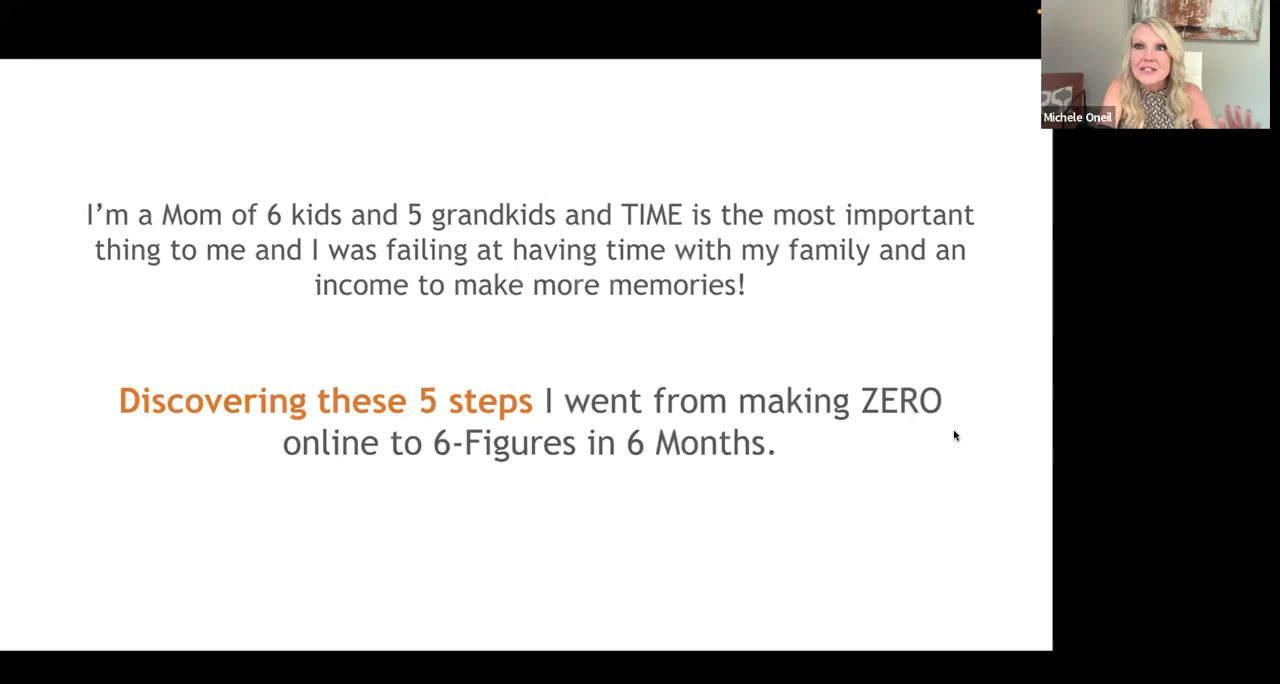 Michele Oneil
I’m a Mom of 6 kids and 5 grandkids and TIME is the most important
thing to me and I was failing at having time with my family and an
income to make more memories!
Discovering these 5 steps I went from making ZERO
online to 6-Figures in 6 Months.